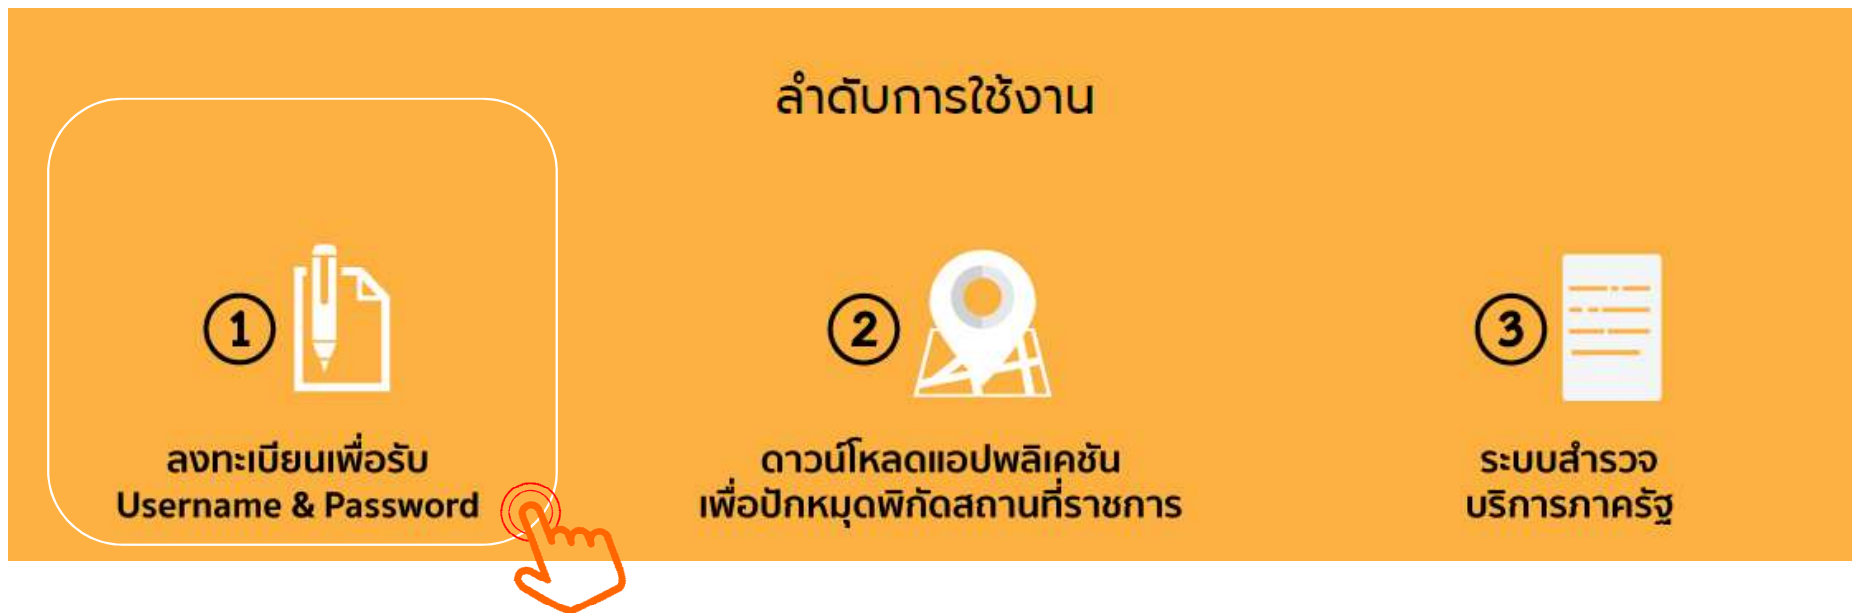 ลำดับการใช้งาน
1
ลงทะเบียนเพื่อรับ
Username & Password
2
ดาวน์โหลดแอปพลิเคชัน
เพื่อปักหมุดพิกัดสถานที่ราชการ
3
ระบบสำรวจ
บริการภาครัฐ